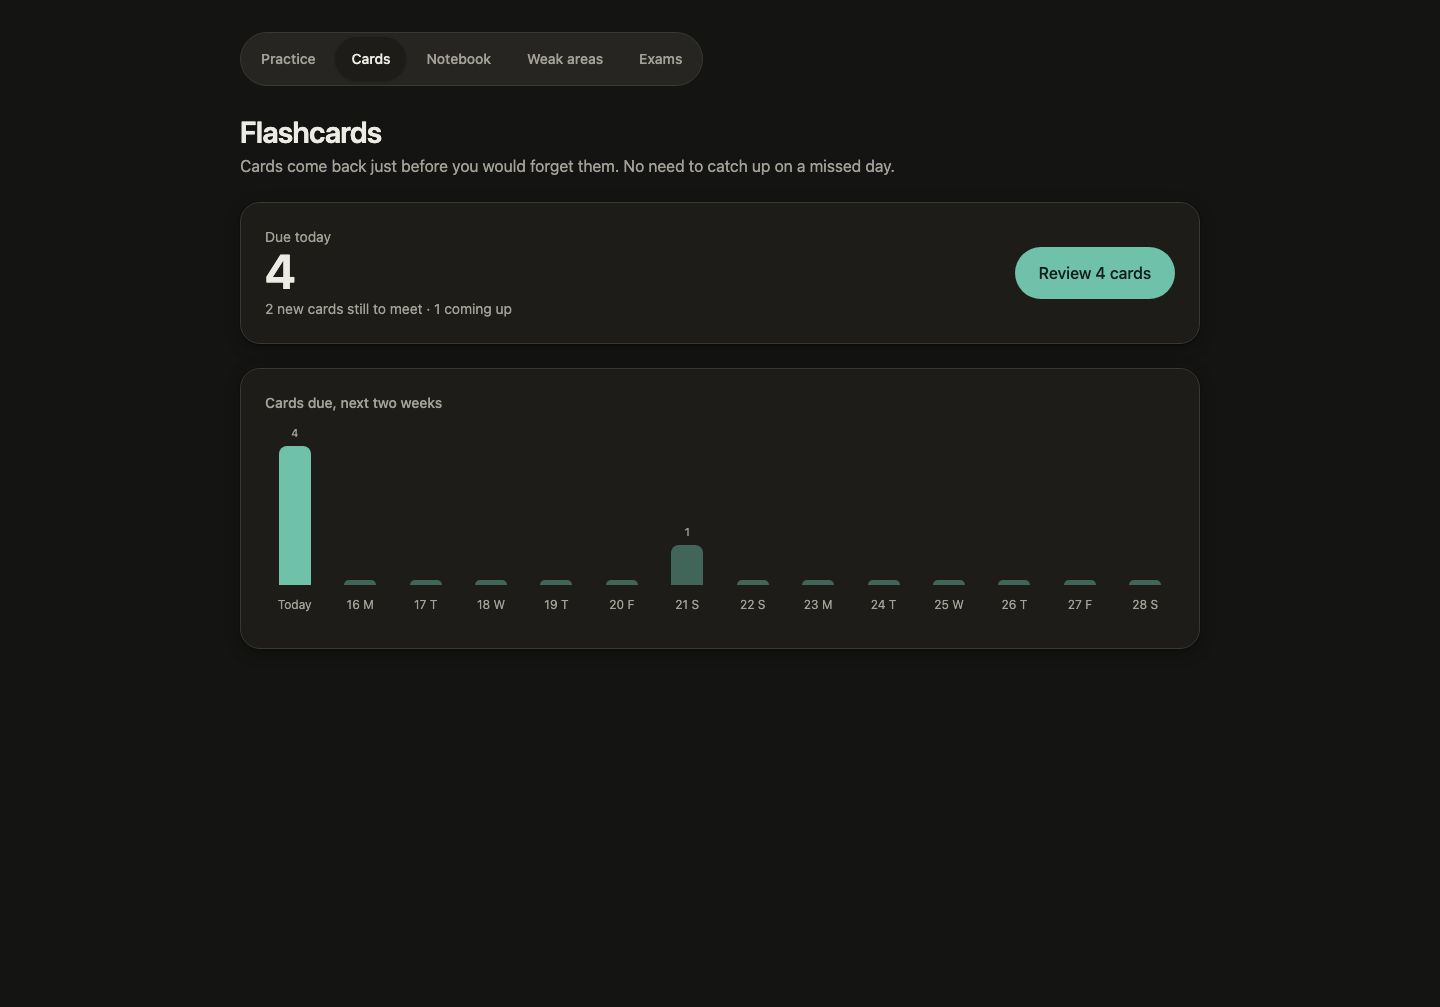 Practice Cards Notebook Weak areas Exams
Flashcards
Cards come back just before you would forget them. No need to catch up on a missed day.
Due today
4
2 new cards still to meet · 1 coming up
Review 4 cards
Cards due, next two weeks
4
1
Today 16 M 17 T 18 W 19 T 20 F 21 S 22 S 23 M 24 T 25 W 26 T 27 F 28 S